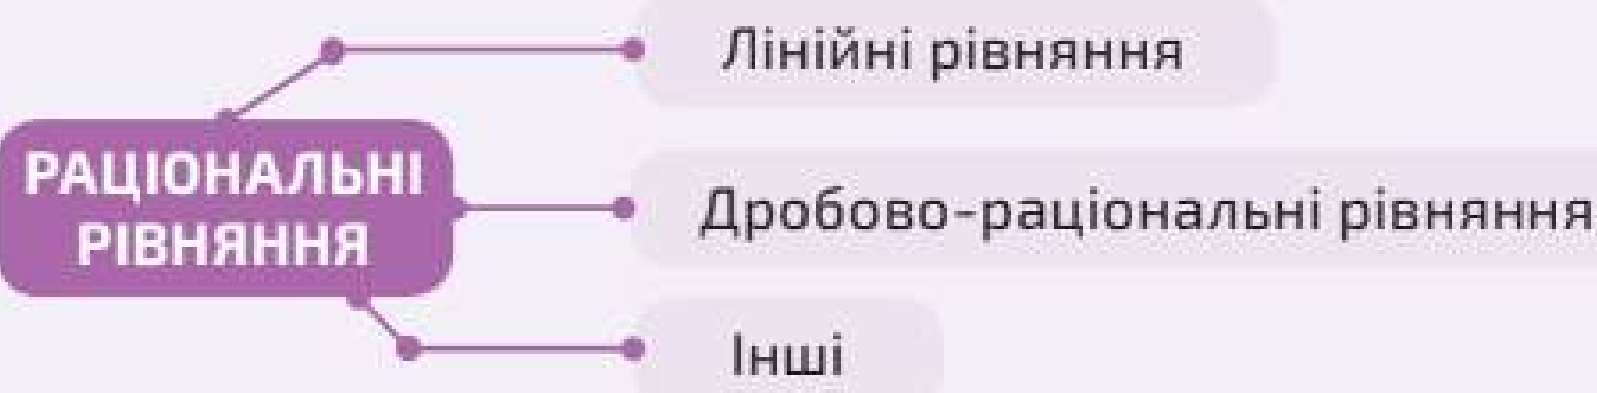 Лінійні рівняння
РАЦІОНАЛЬНІ
РІВНЯННЯ
Дробово-раціональні рівняння
Інші